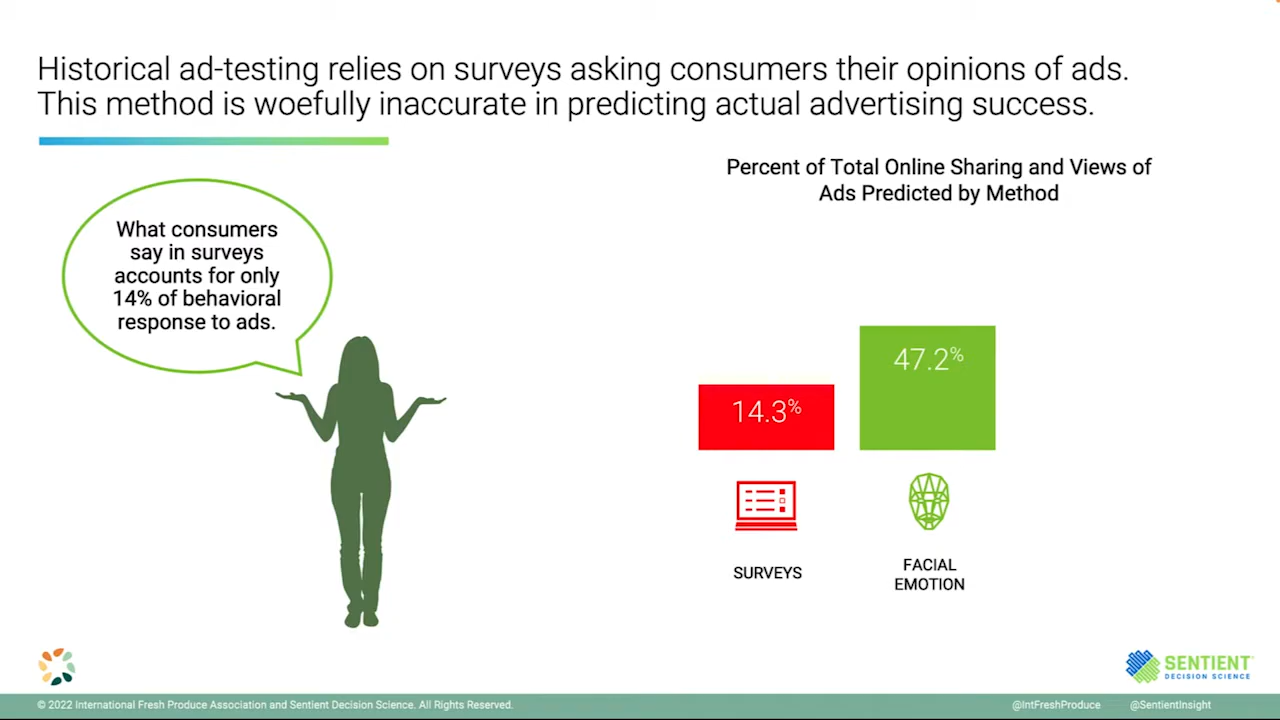 Historical ad-testing relies on surveys asking consumers their opinions of ads.
This method is woefully inaccurate in predicting actual advertising success.
What consumers
say in surveys
accounts for only
14% of behavioral
response to ads.
Percent of Total Online Sharing and Views of
Ads Predicted by Method
14.3%
47.2%
SURVEYS
FACIAL
EMOTION
SENTIENT
DECISION SCIENCE
© 2022 International Fresh Produce Association and Sentient Decision Science. All Rights Reserved.
@IntFreshProduce
@SentientInsight